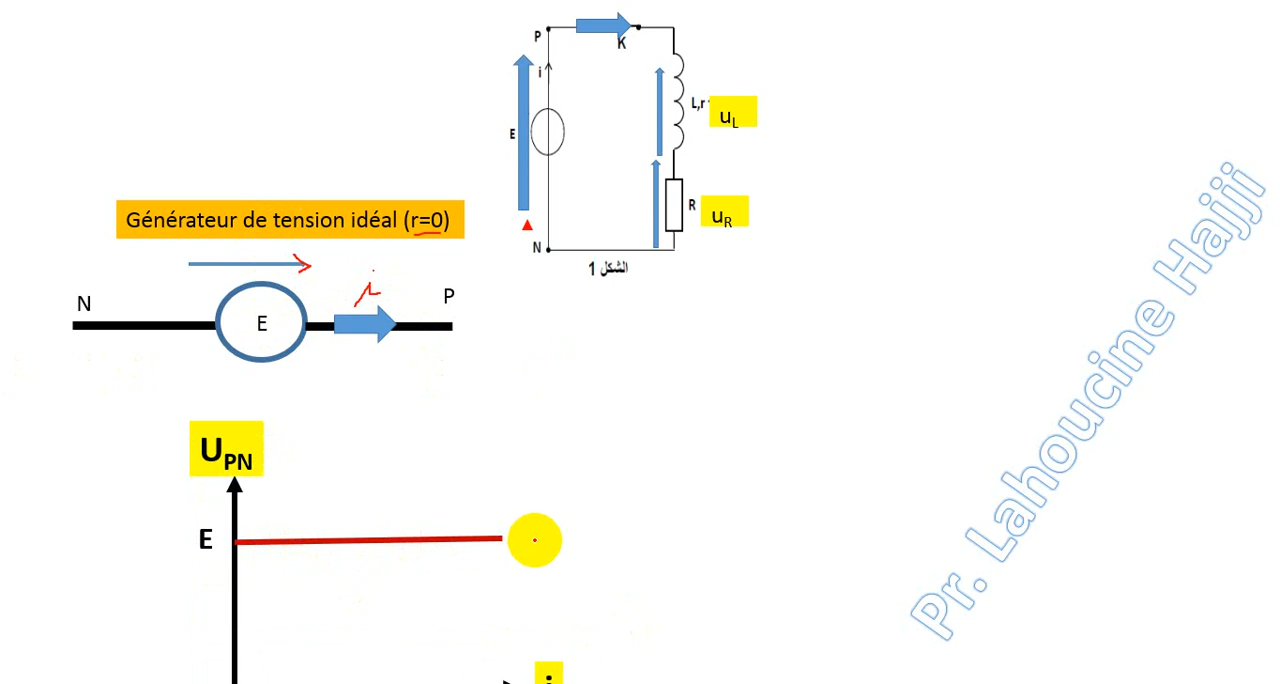 P
K
i
E
L,r
uL
R
uR
N
الشكل 1
Générateur de tension idéal (r=0)
i
N
E
P
UPN
E
i
Pr. Lahoucine Hajji